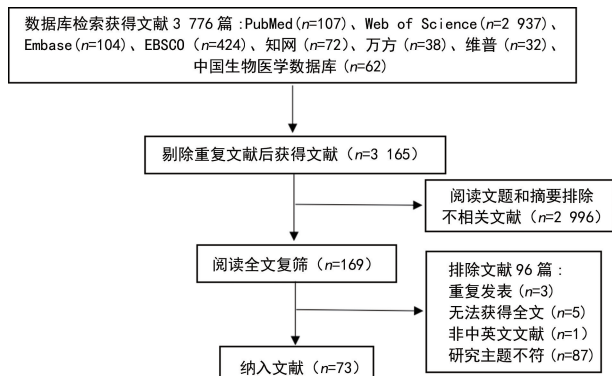 数据库检索获得文献 3 776 篇:PubMed(n=107)、Web of Science(n=2 937)、
Embase(n=104)、EBSCO (n=424)、知网(n=72)、万方(n=38)、维普(n=32)、
中国生物医学数据库(n=62)
剔除重复文献后获得文献(n=3 165)
阅读文题和摘要排除
不相关文献(n=2 996)
阅读全文复筛(n=169)
排除文献 96 篇:
重复发表(n=3)
无法获得全文(n=5)
非中英文文献(n=1)
研究主题不符(n=87)
纳入文献(n=73)